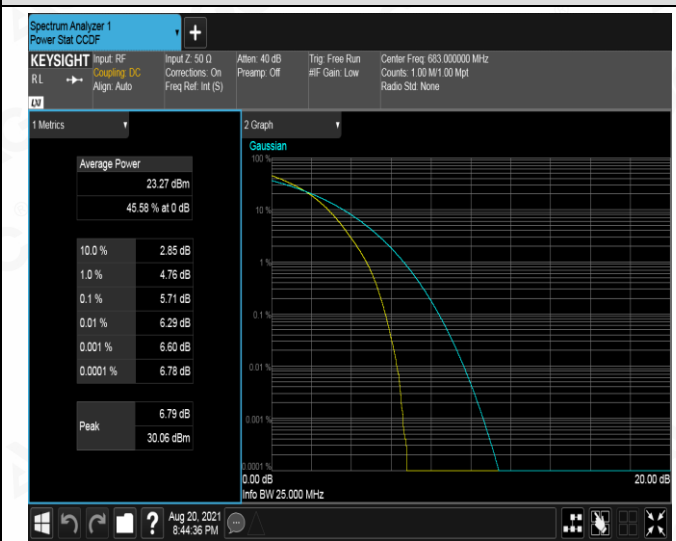 Spectrum Analyzer 1
Power Stat CCDF
+
KEYSIGHT
RL
LXI
Input: RF
Coupling: DC
Align: Auto
Input Z: 50 Ω
Corrections: On
Freq Ref: Int (S)
Atten: 40 dB
Preamp: Off
Trig: Free Run
#IF Gain: Low
Center Freq: 683.000000 MHz
Counts: 1.00 M/1.00 Mpt
Radio Std: None
1 Metrics
Average Power
23.27 dBm
45.58 % at 0 dB
10.0 % 2.85 dB
1.0 % 4.76 dB
0.1 % 5.71 dB
0.01 % 6.29 dB
0.001 % 6.60 dB
0.0001 % 6.78 dB
Peak
6.79 dB
30.06 dBm
2 Graph
Gaussian
100 %
10 %
1 %
0.1 %
0.01 %
0.001 %
0.0001 %
0.00 dB
20.00 dB
Info BW 25.000 MHz
?
Aug 20, 2021
8:44:36 PM